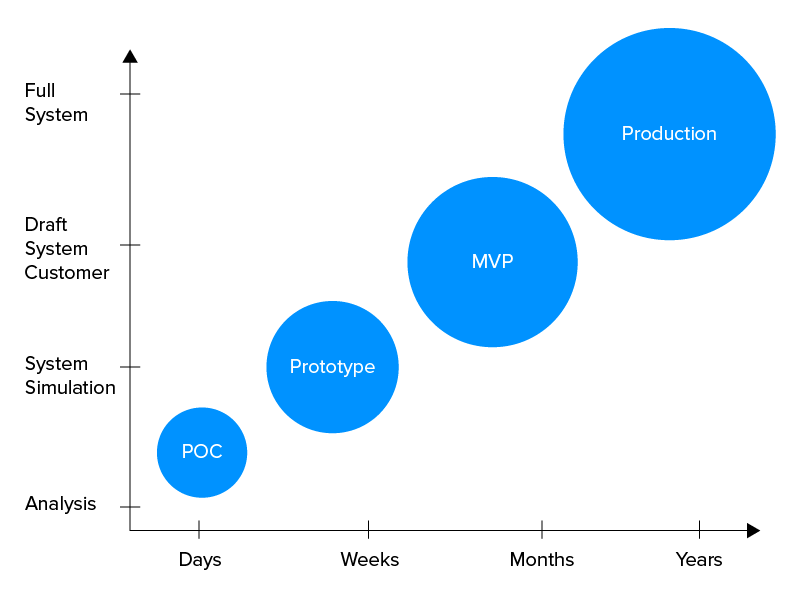 Full
System
Production
Draft
System
Customer
MVP
System
Simulation
Prototype
POC
Analysis
Days
Weeks
Months
Years